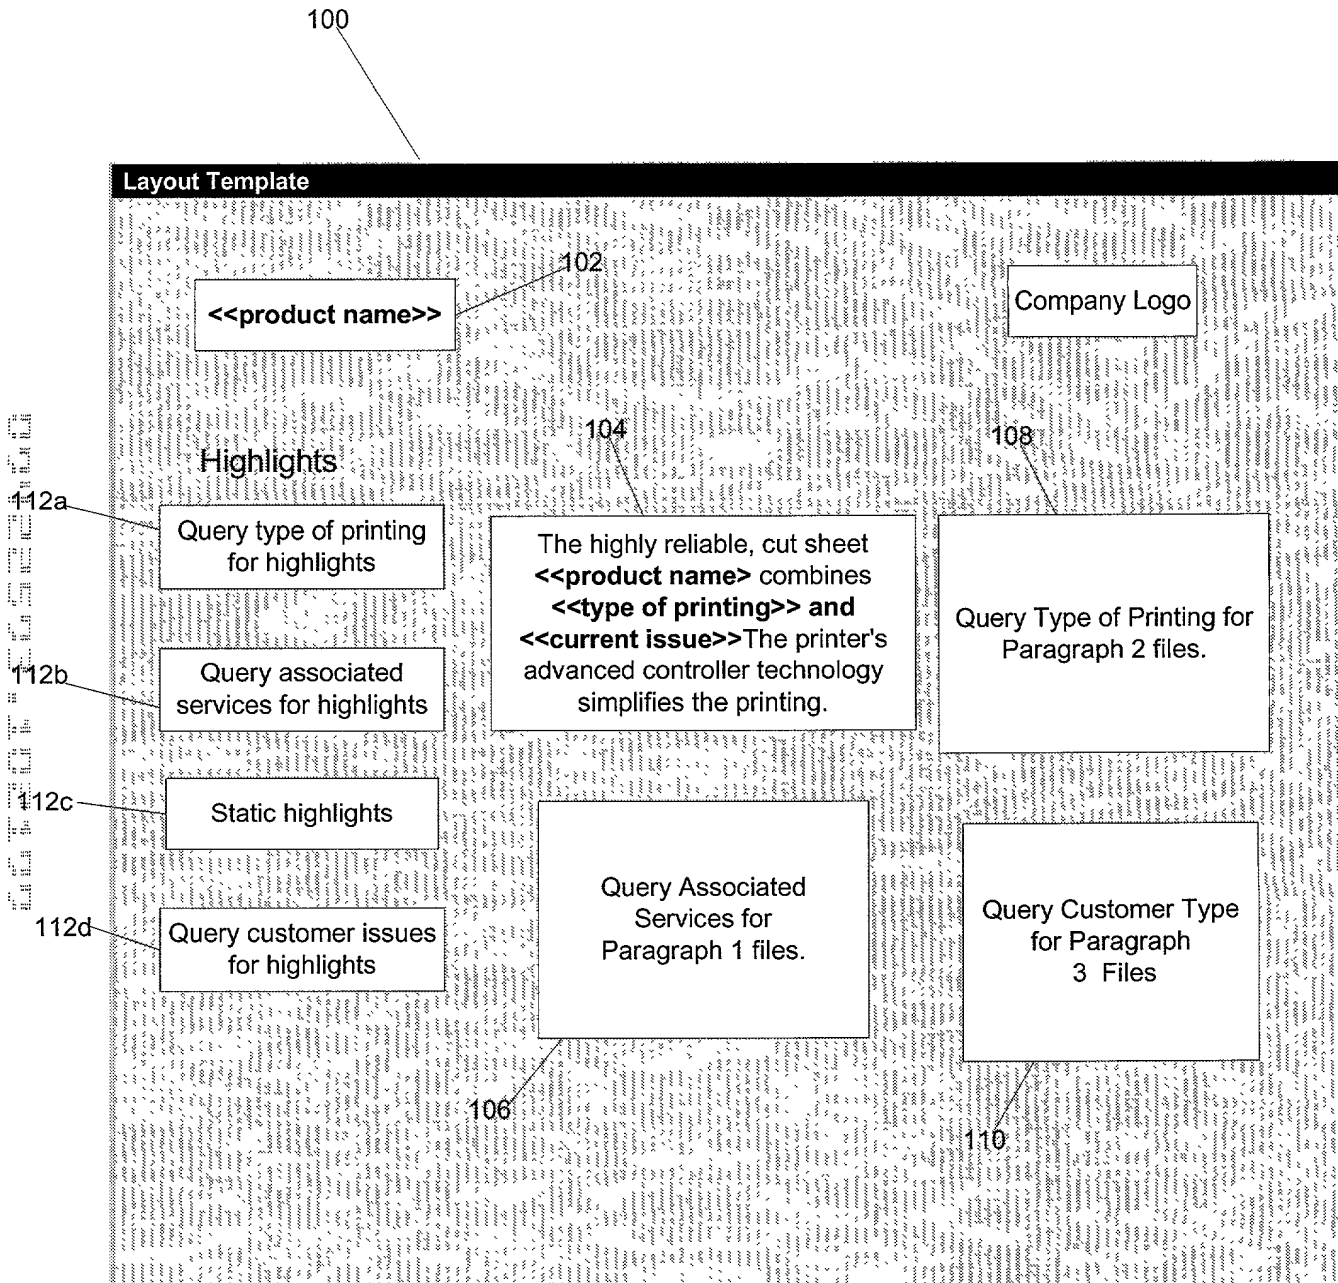 100
Layout Template
102
<<product name>>
Company Logo
104
108
Highlights
112a
Query type of printing
for highlights
The highly reliable, cut sheet
<<product name> combines
<<type of printing>> and
<<current issue>>The printer's
advanced controller technology
simplifies the printing.
Query Type of Printing for
Paragraph 2 files.
112b
Query associated
services for highlights
112c
Static highlights
Query Associated
Services for
Paragraph 1 files.
Query Customer Type
for Paragraph
3 Files
112d
Query customer issues
for highlights
106
110